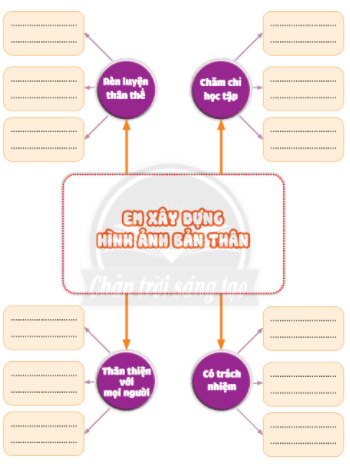 Rèn luyện
thân thể
Chăm chỉ
học tập
EM XÂY DỰNG
HÌNH ẢNH BẢN THÂN
Chân trời sáng tạo
Thân thiện
với
mọi người
Có trách
nhiệm